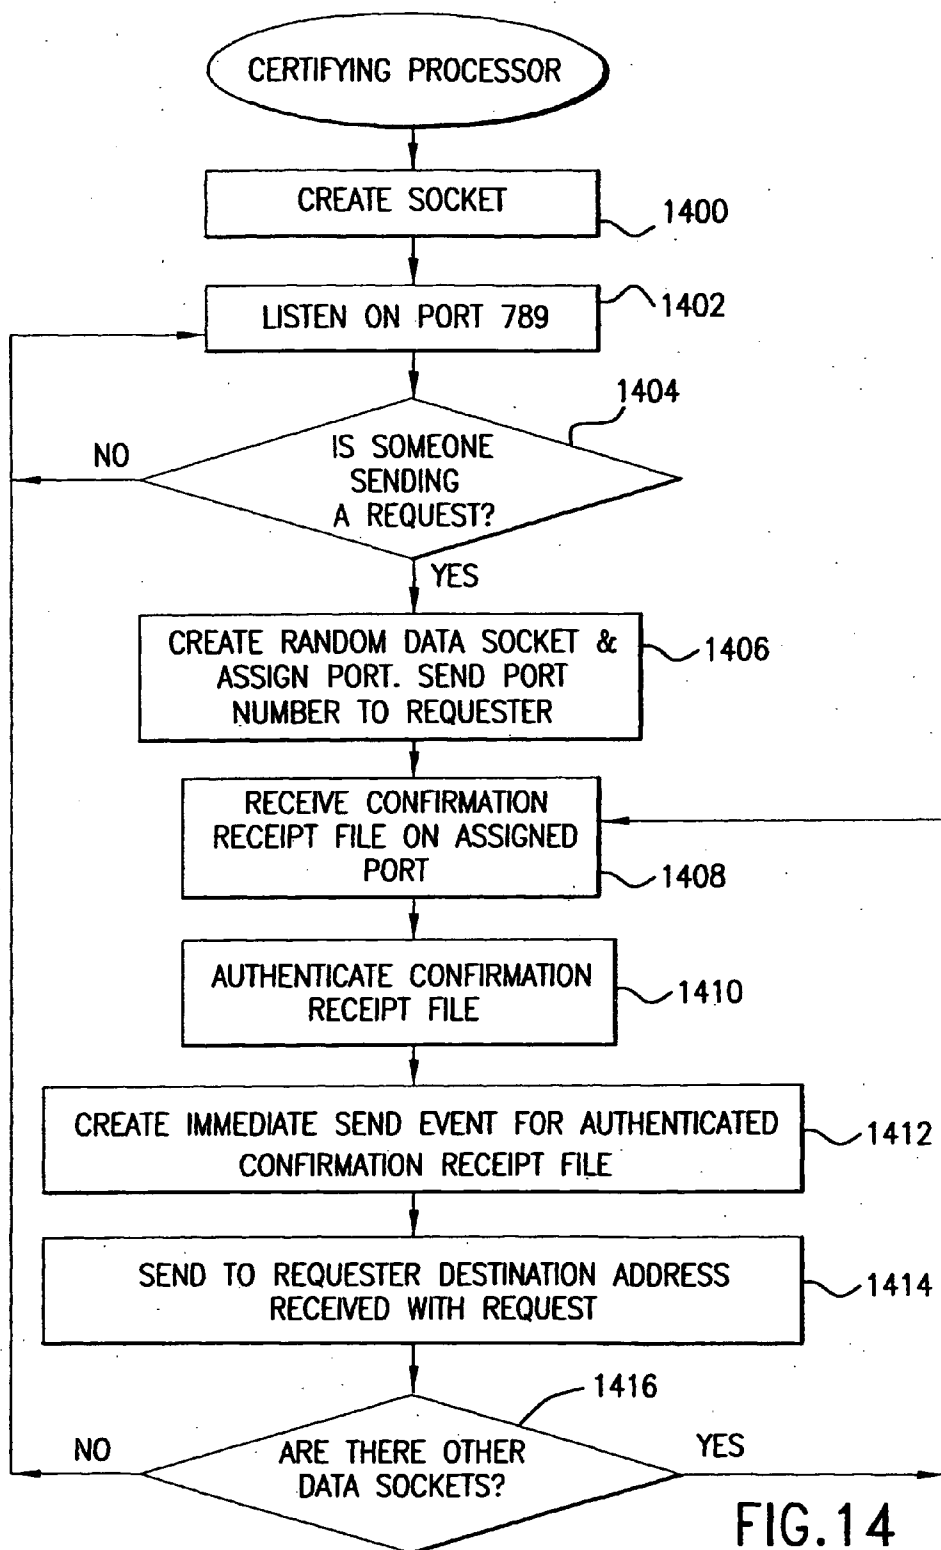 CERTIFYING PROCESSOR
CREATE SOCKET
1400
LISTEN ON PORT 789
1402
1404
IS SOMEONE
SENDING
A REQUEST?
NO
YES
CREATE RANDOM DATA SOCKET &
ASSIGN PORT. SEND PORT
NUMBER TO REQUESTER
1406
RECEIVE CONFIRMATION
RECEIPT FILE ON ASSIGNED
PORT
1408
AUTHENTICATE CONFIRMATION
RECEIPT FILE
1410
CREATE IMMEDIATE SEND EVENT FOR AUTHENTICATED
CONFIRMATION RECEIPT FILE
1412
SEND TO REQUESTER DESTINATION ADDRESS
RECEIVED WITH REQUEST
1414
1416
ARE THERE OTHER
DATA SOCKETS?
NO
YES
FIG.14